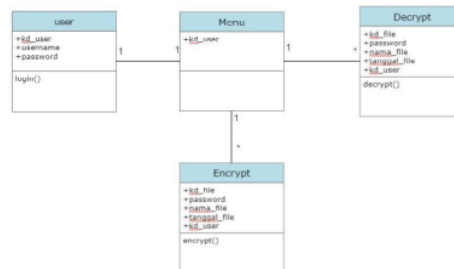 user
+kd_user
+username
+password
login()
1
1
Menu
+kd_user
1
*
Decrypt
+kd_file
+password
+nama_file
+tanggal_file
+kd_user
decrypt()
1
*
Encrypt
+kd_file
+password
+nama_file
+tanggal_file
+kd_user
encrypt()